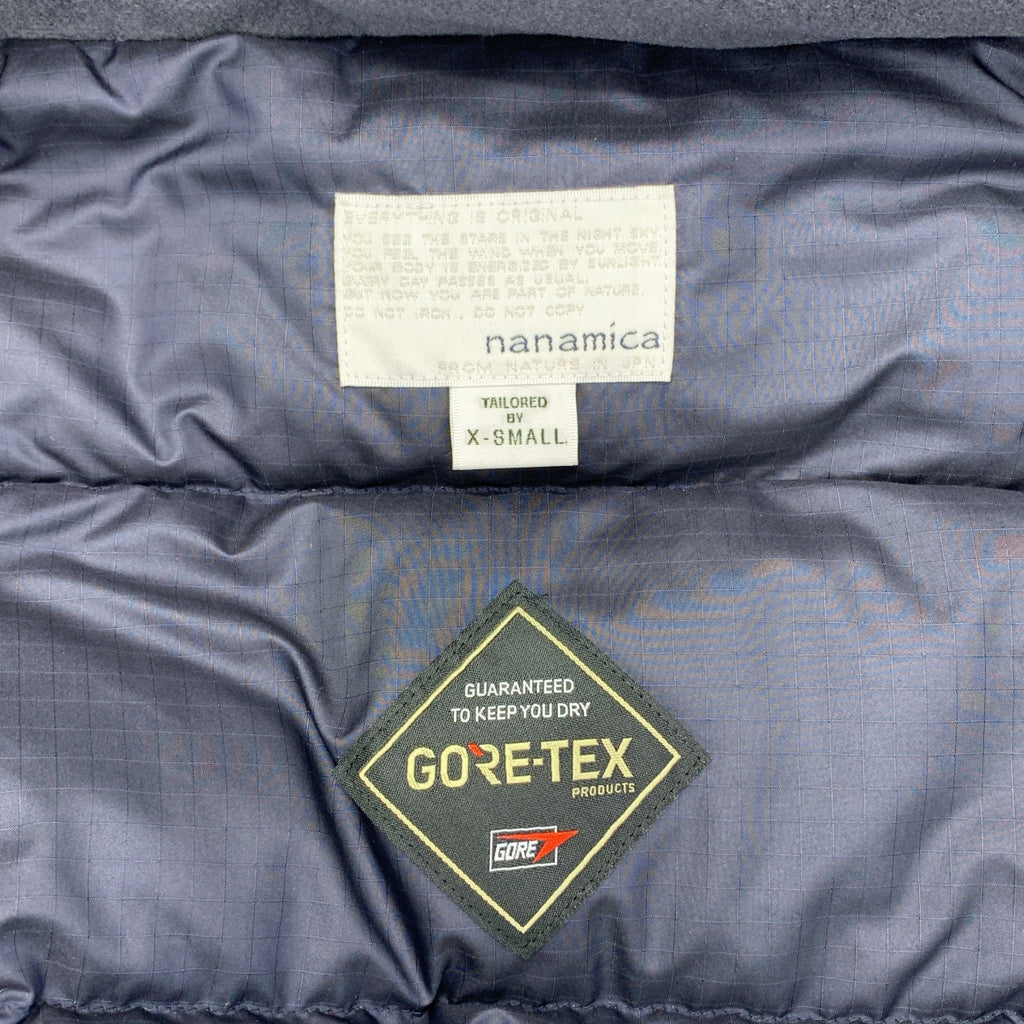 EVERYTHING IS ORIGINAL
YOU SEE THE STARS IN THE NIGHT SKY
YOU FEEL THE WIND WHEN YOU MOVE.
YOUR BODY IS ENERGIZED BY SUNLIGHT.
EVERY DAY PASSES AS USUAL,
BUT NOW YOU ARE PART OF NATURE.
DO NOT IRON , DO NOT COPY
nanamica
FROM NATURE IN JPN
TAILORED
BY
X-SMALL
GUARANTEED
TO KEEP YOU DRY
GORE-TEX
PRODUCTS
GORE